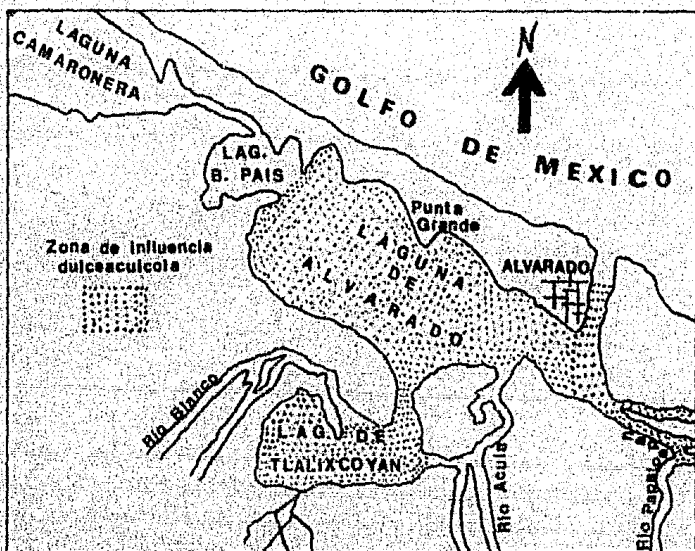 LAGUNA
CAMARONERA
N
GOLFO DE MEXICO
LAG.
B. PAIS
Punta
Grande
Zona de influencia
dulceacuicola
LAGUNA
DE
ALVARADO
ALVARADO
Rio Blanco
LAG. DE
TLALIXCOYAN
Rio Acula
Rio Papaloa